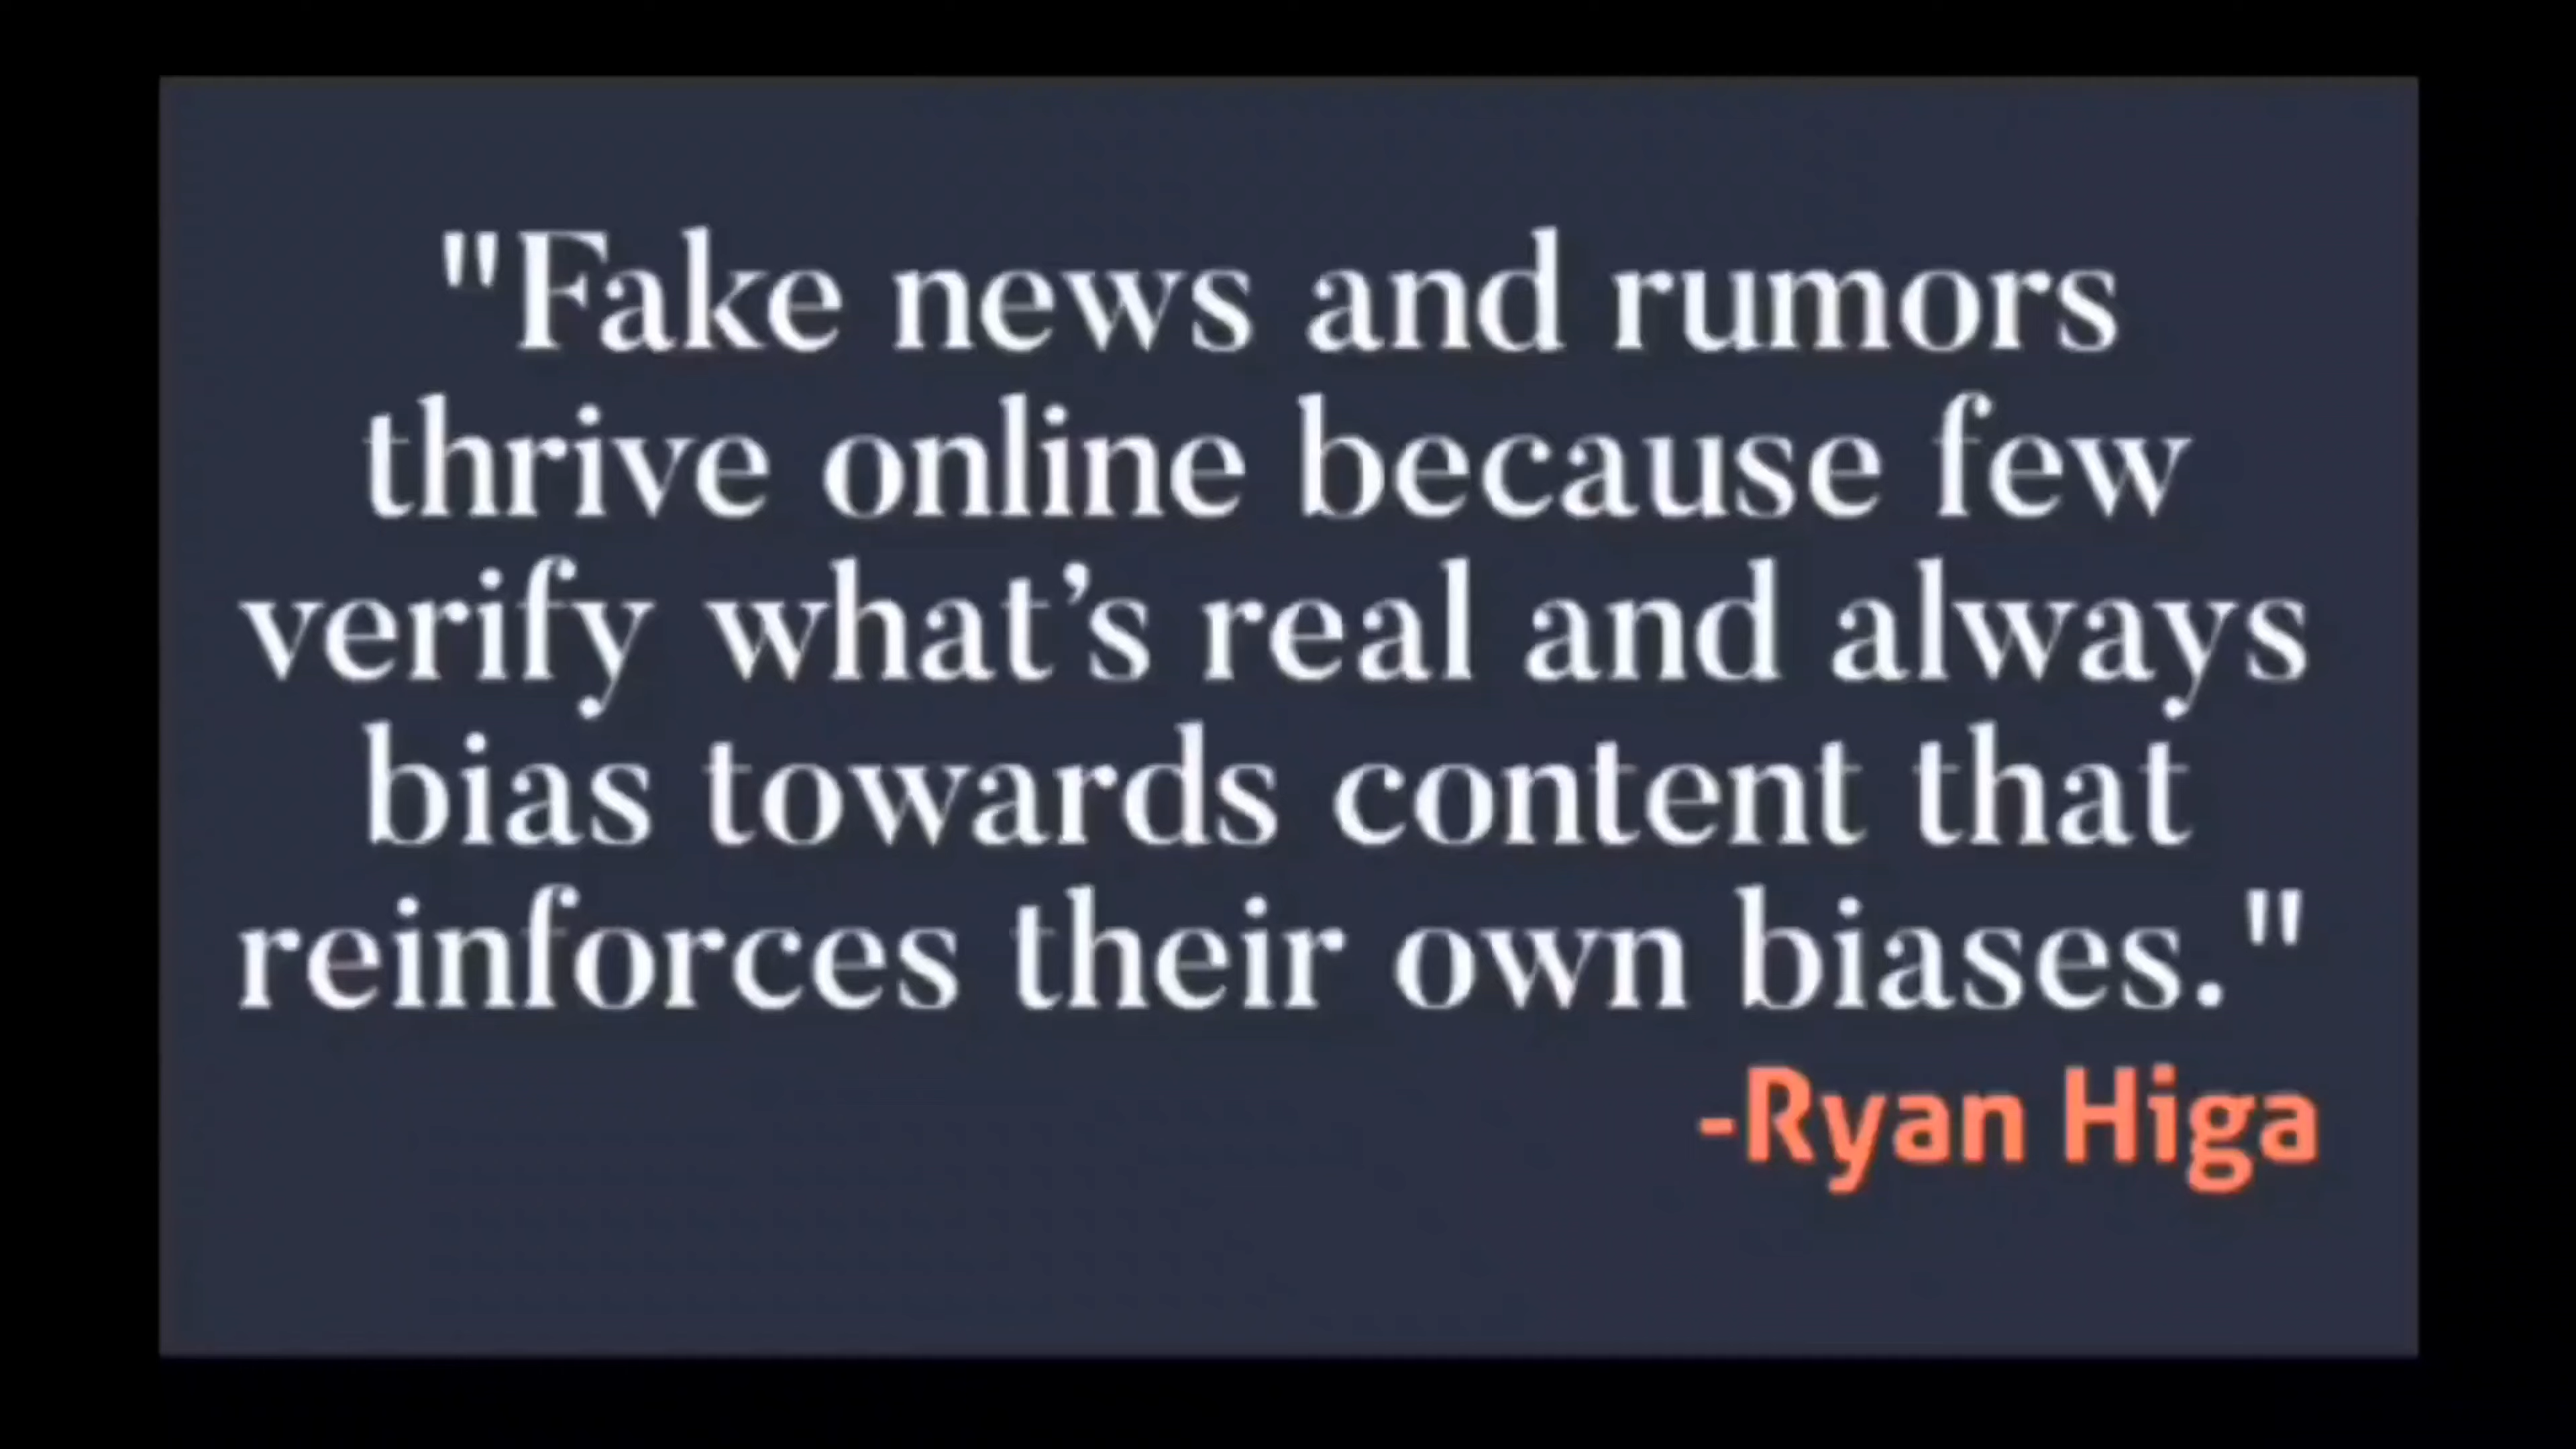 "Fake news and rumors
thrive online because few
verify what’s real and always
bias towards content that
reinforces their own biases."
-Ryan Higa